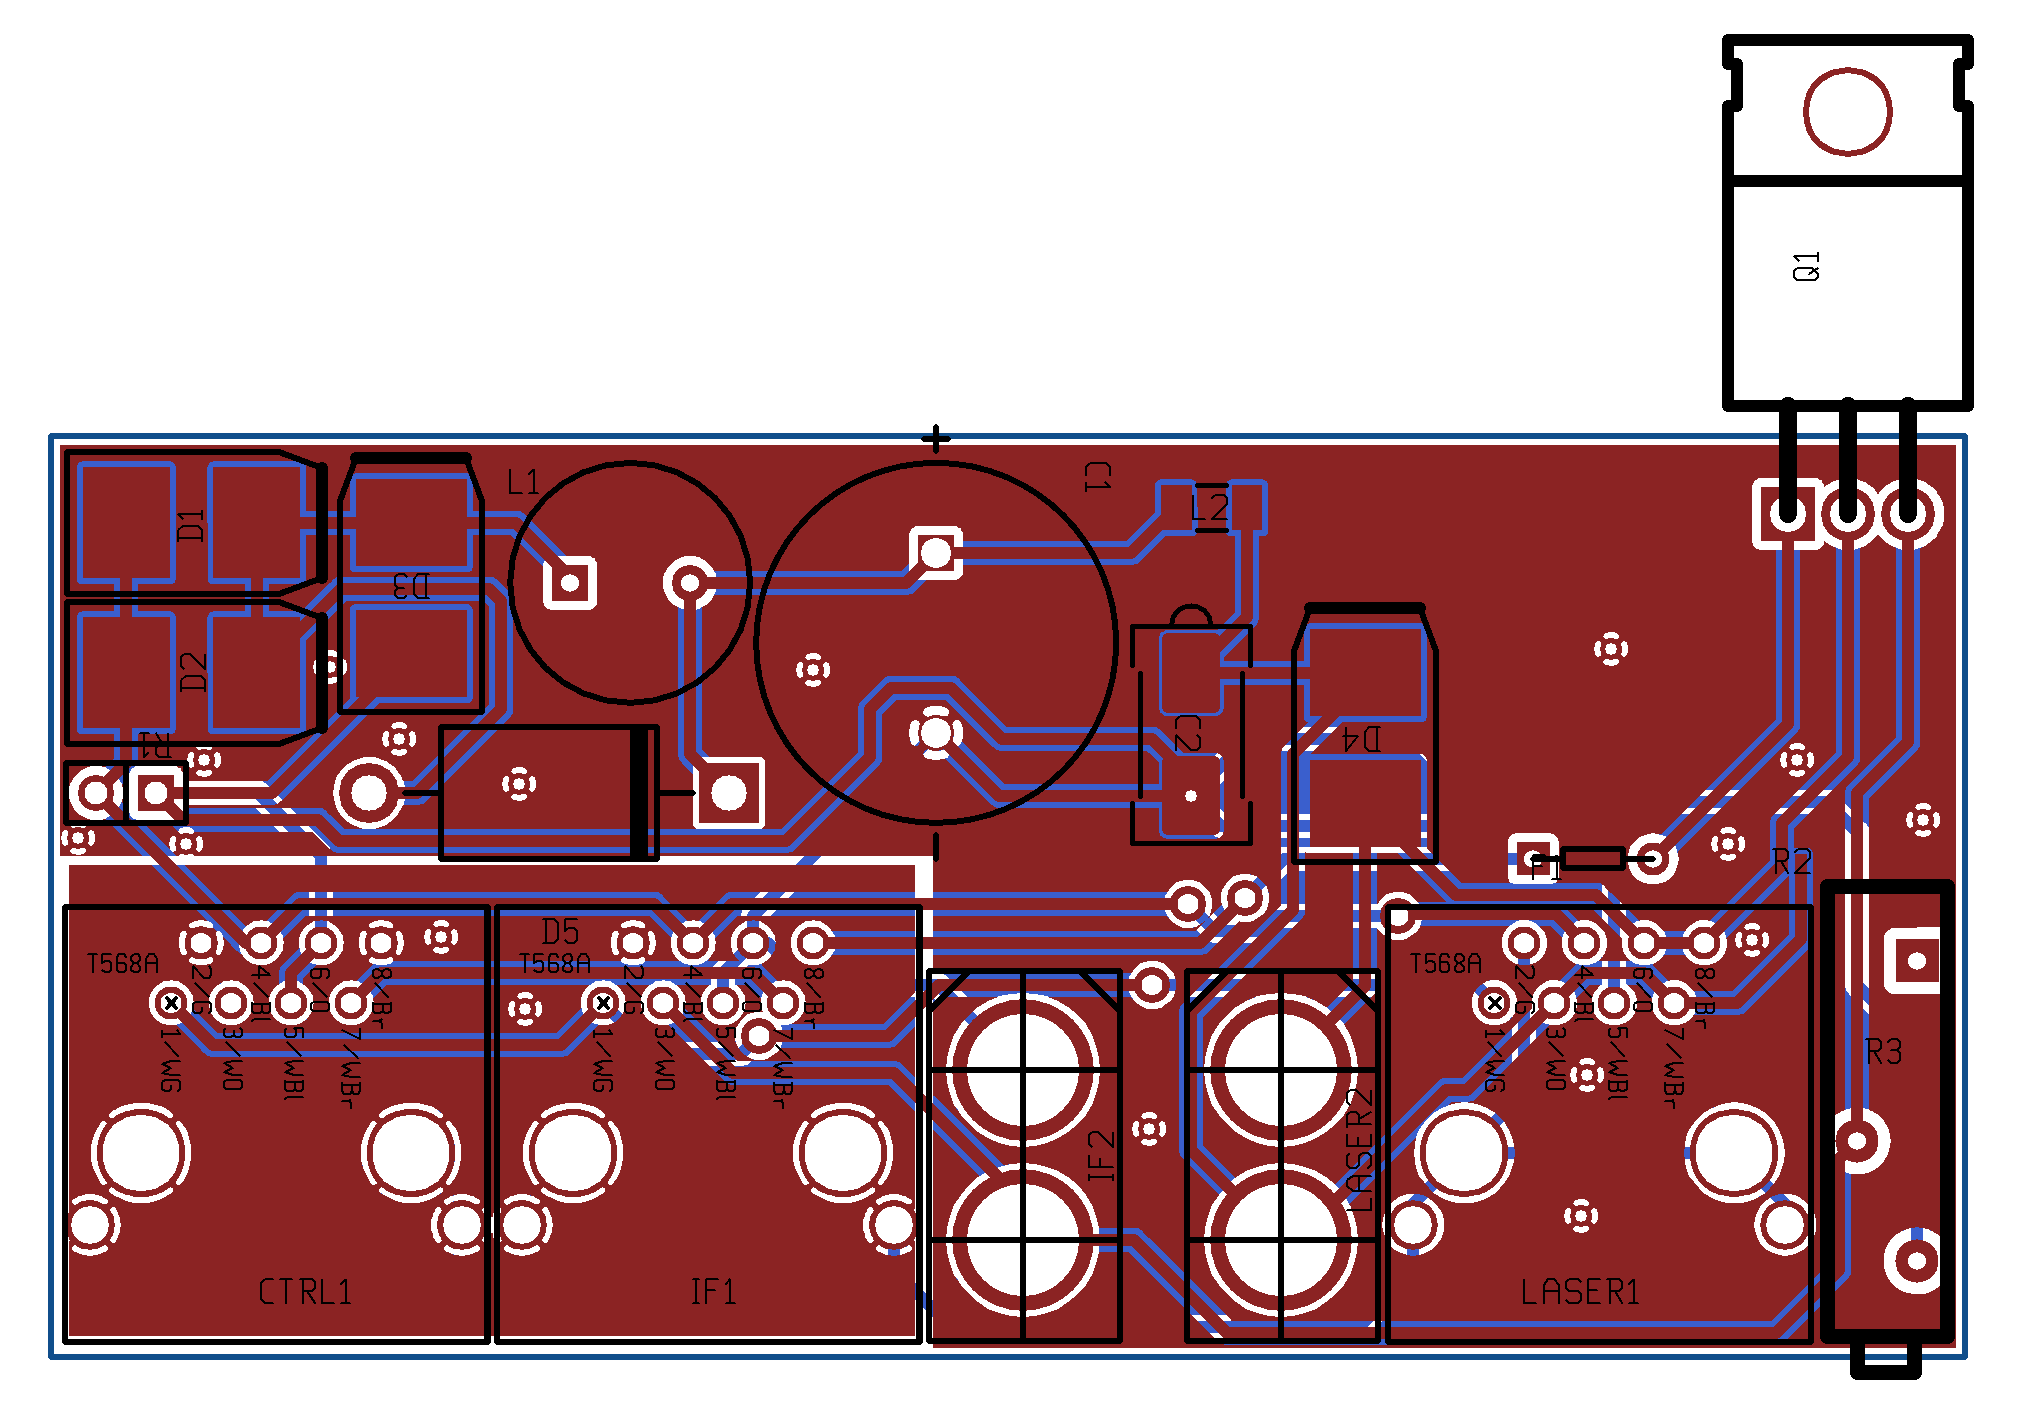 Q1
L1
C1
L2
D1
D3
D2
C2
D4
R1
F1
R2
D5
T568A
2/G
4/Bl
6/O
8/Br
1/WG
3/WO
5/WBl
7/WBr
T568A
2/G
4/Bl
6/O
8/Br
1/WG
3/WO
5/WBl
7/WBr
T568A
2/G
4/Bl
6/O
8/Br
1/WG
3/WO
5/WBl
7/WBr
R3
IF2
LASER2
CTRL1
IF1
LASER1